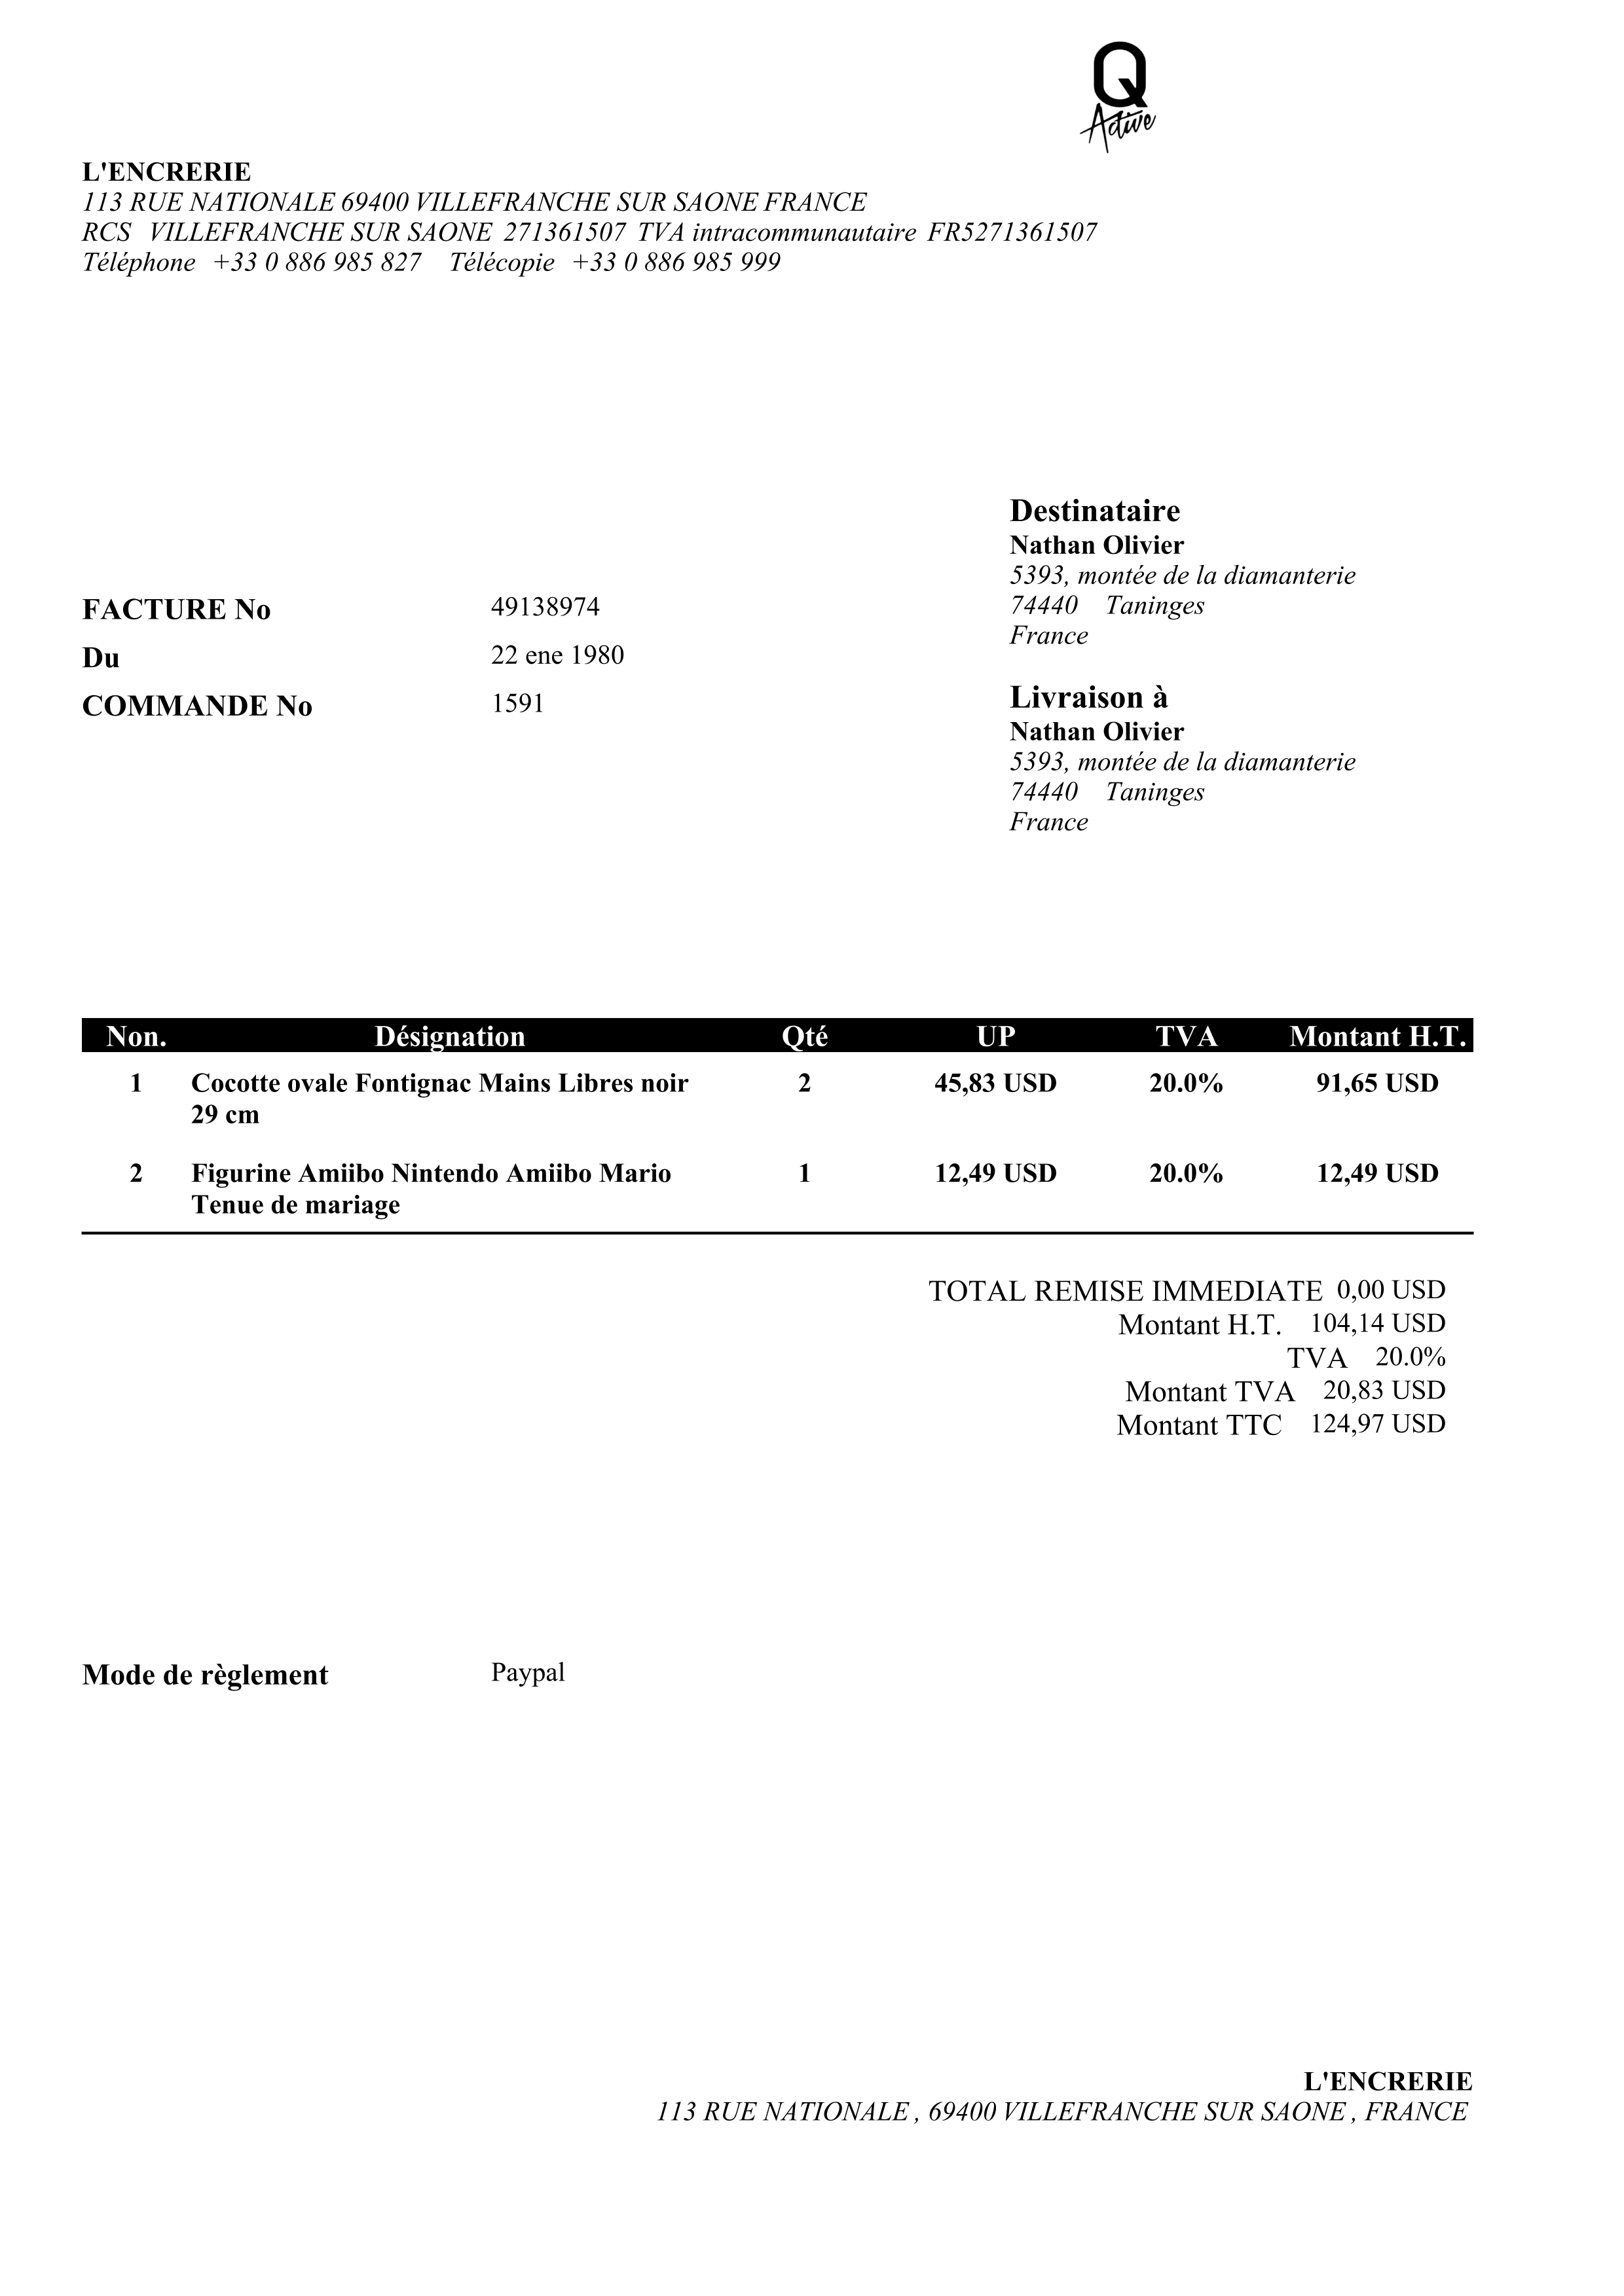 Q
Active
L'ENCRERIE
113 RUE NATIONALE 69400 VILLEFRANCHE SUR SAONE FRANCE
RCS VILLEFRANCHE SUR SAONE 271361507 TVA intracommunautaire FR5271361507
Téléphone +33 0 886 985 827 Télécopie +33 0 886 985 999
Destinataire
Nathan Olivier
5393, montée de la diamanterie
74440 Taninges
France
FACTURE No 49138974
Du 22 ene 1980
COMMANDE No 1591
Livraison à
Nathan Olivier
5393, montée de la diamanterie
74440 Taninges
France
Non. Désignation Qté UP TVA Montant H.T.
1 Cocotte ovale Fontignac Mains Libres noir 2 45,83 USD 20.0% 91,65 USD
29 cm
2 Figurine Amiibo Nintendo Amiibo Mario 1 12,49 USD 20.0% 12,49 USD
Tenue de mariage
TOTAL REMISE IMMEDIATE 0,00 USD
Montant H.T. 104,14 USD
TVA 20.0%
Montant TVA 20,83 USD
Montant TTC 124,97 USD
Mode de règlement Paypal
L'ENCRERIE
113 RUE NATIONALE , 69400 VILLEFRANCHE SUR SAONE , FRANCE